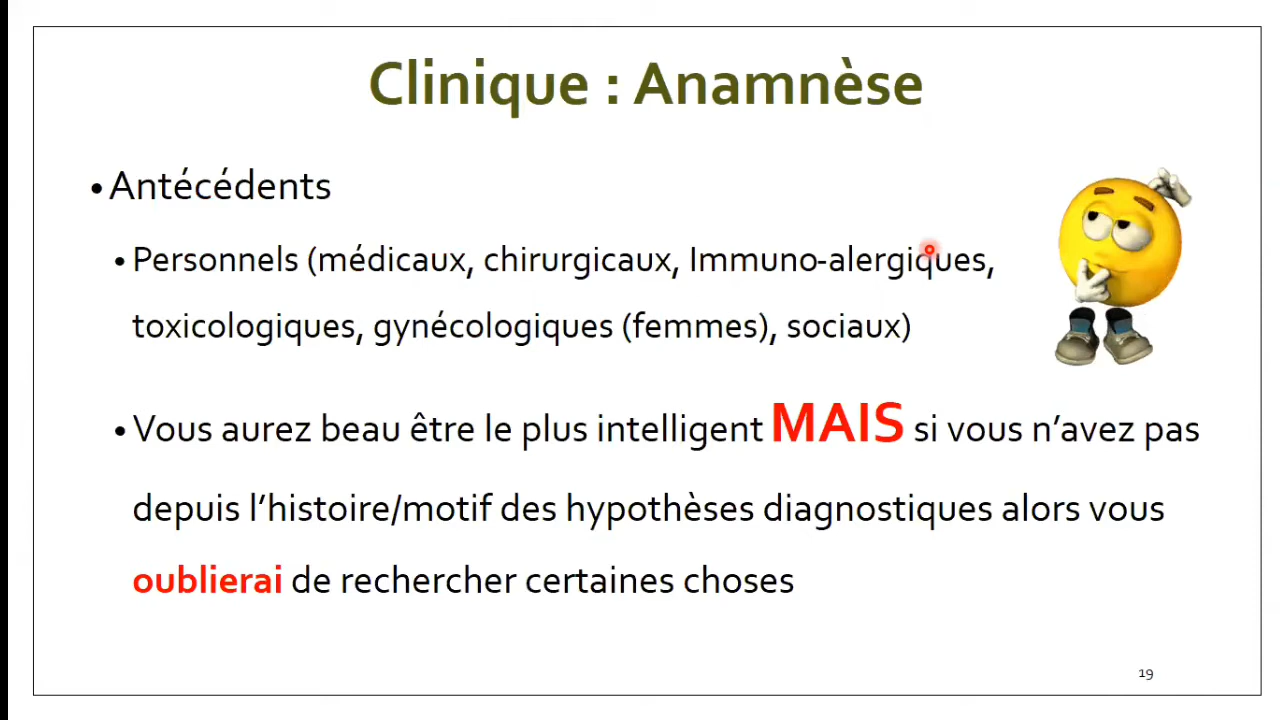 Clinique : Anamnèse
• Antécédents
• Personnels (médicaux, chirurgicaux, Immuno-alergiques,
toxicologiques, gynécologiques (femmes), sociaux)
• Vous aurez beau être le plus intelligent MAIS si vous n’avez pas
depuis l’histoire/motif des hypothèses diagnostiques alors vous
oublierai de rechercher certaines choses
19